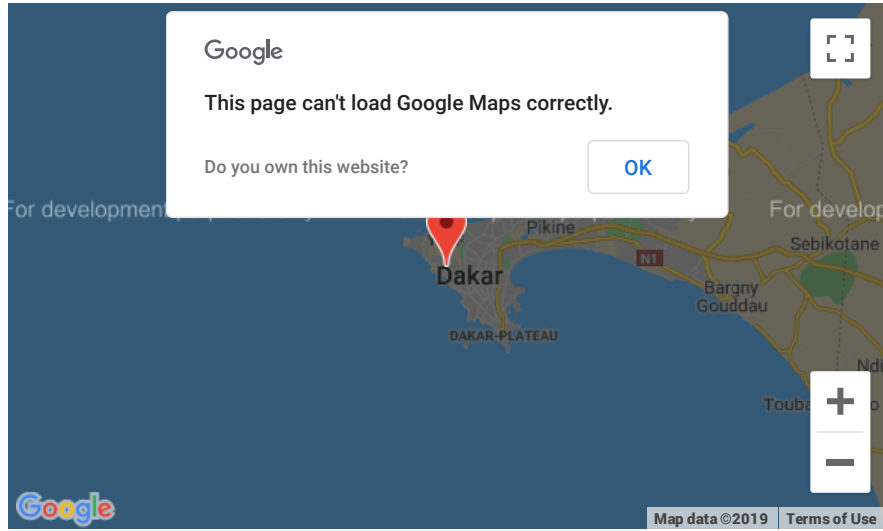 Google
This page can't load Google Maps correctly.
Do you own this website?
OK
For development
For develop
Pikine
Sebikotane
N1
Dakar
Bargny
Gouddau
DAKAR-PLATEAU
Ndi
Touba
o
Google
Map data ©2019
Terms of Use